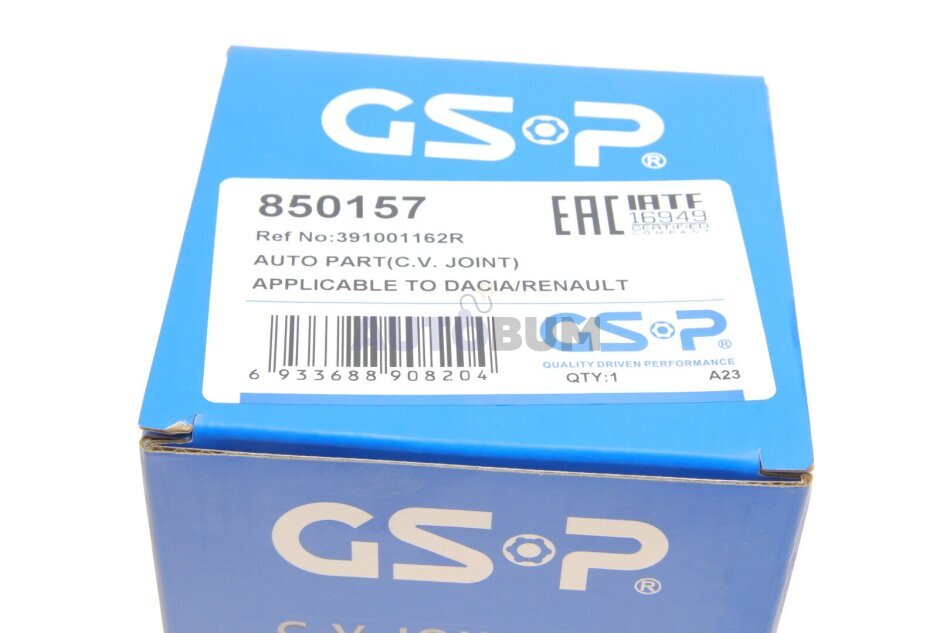 GSP®
850157
EAC IATF
16949
CERTIFIED
COMPANY
Ref No:391001162R
AUTO PART(C.V. JOINT)
APPLICABLE TO DACIA/RENAULT
AUTOBUM
GSP®
QUALITY DRIVEN PERFORMANCE
6 933688 908204
QTY:1 A23
GSP®
C.V. JOIN